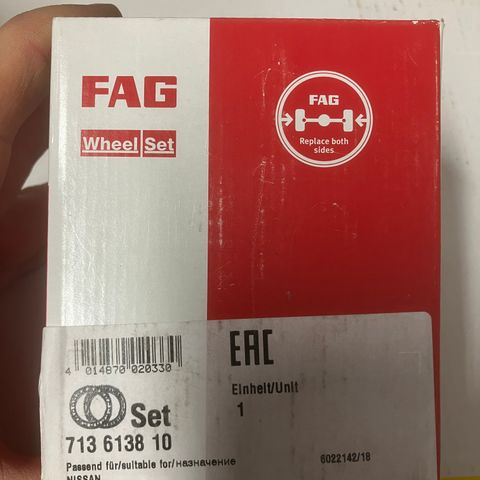 FAG
Wheel Set
FAG
Replace both
sides
4 014870 020330
EAC
Einheit/Unit
1
Set
713 6138 10
Passend für/suitable for/назначение
6022142/18
NISSAN